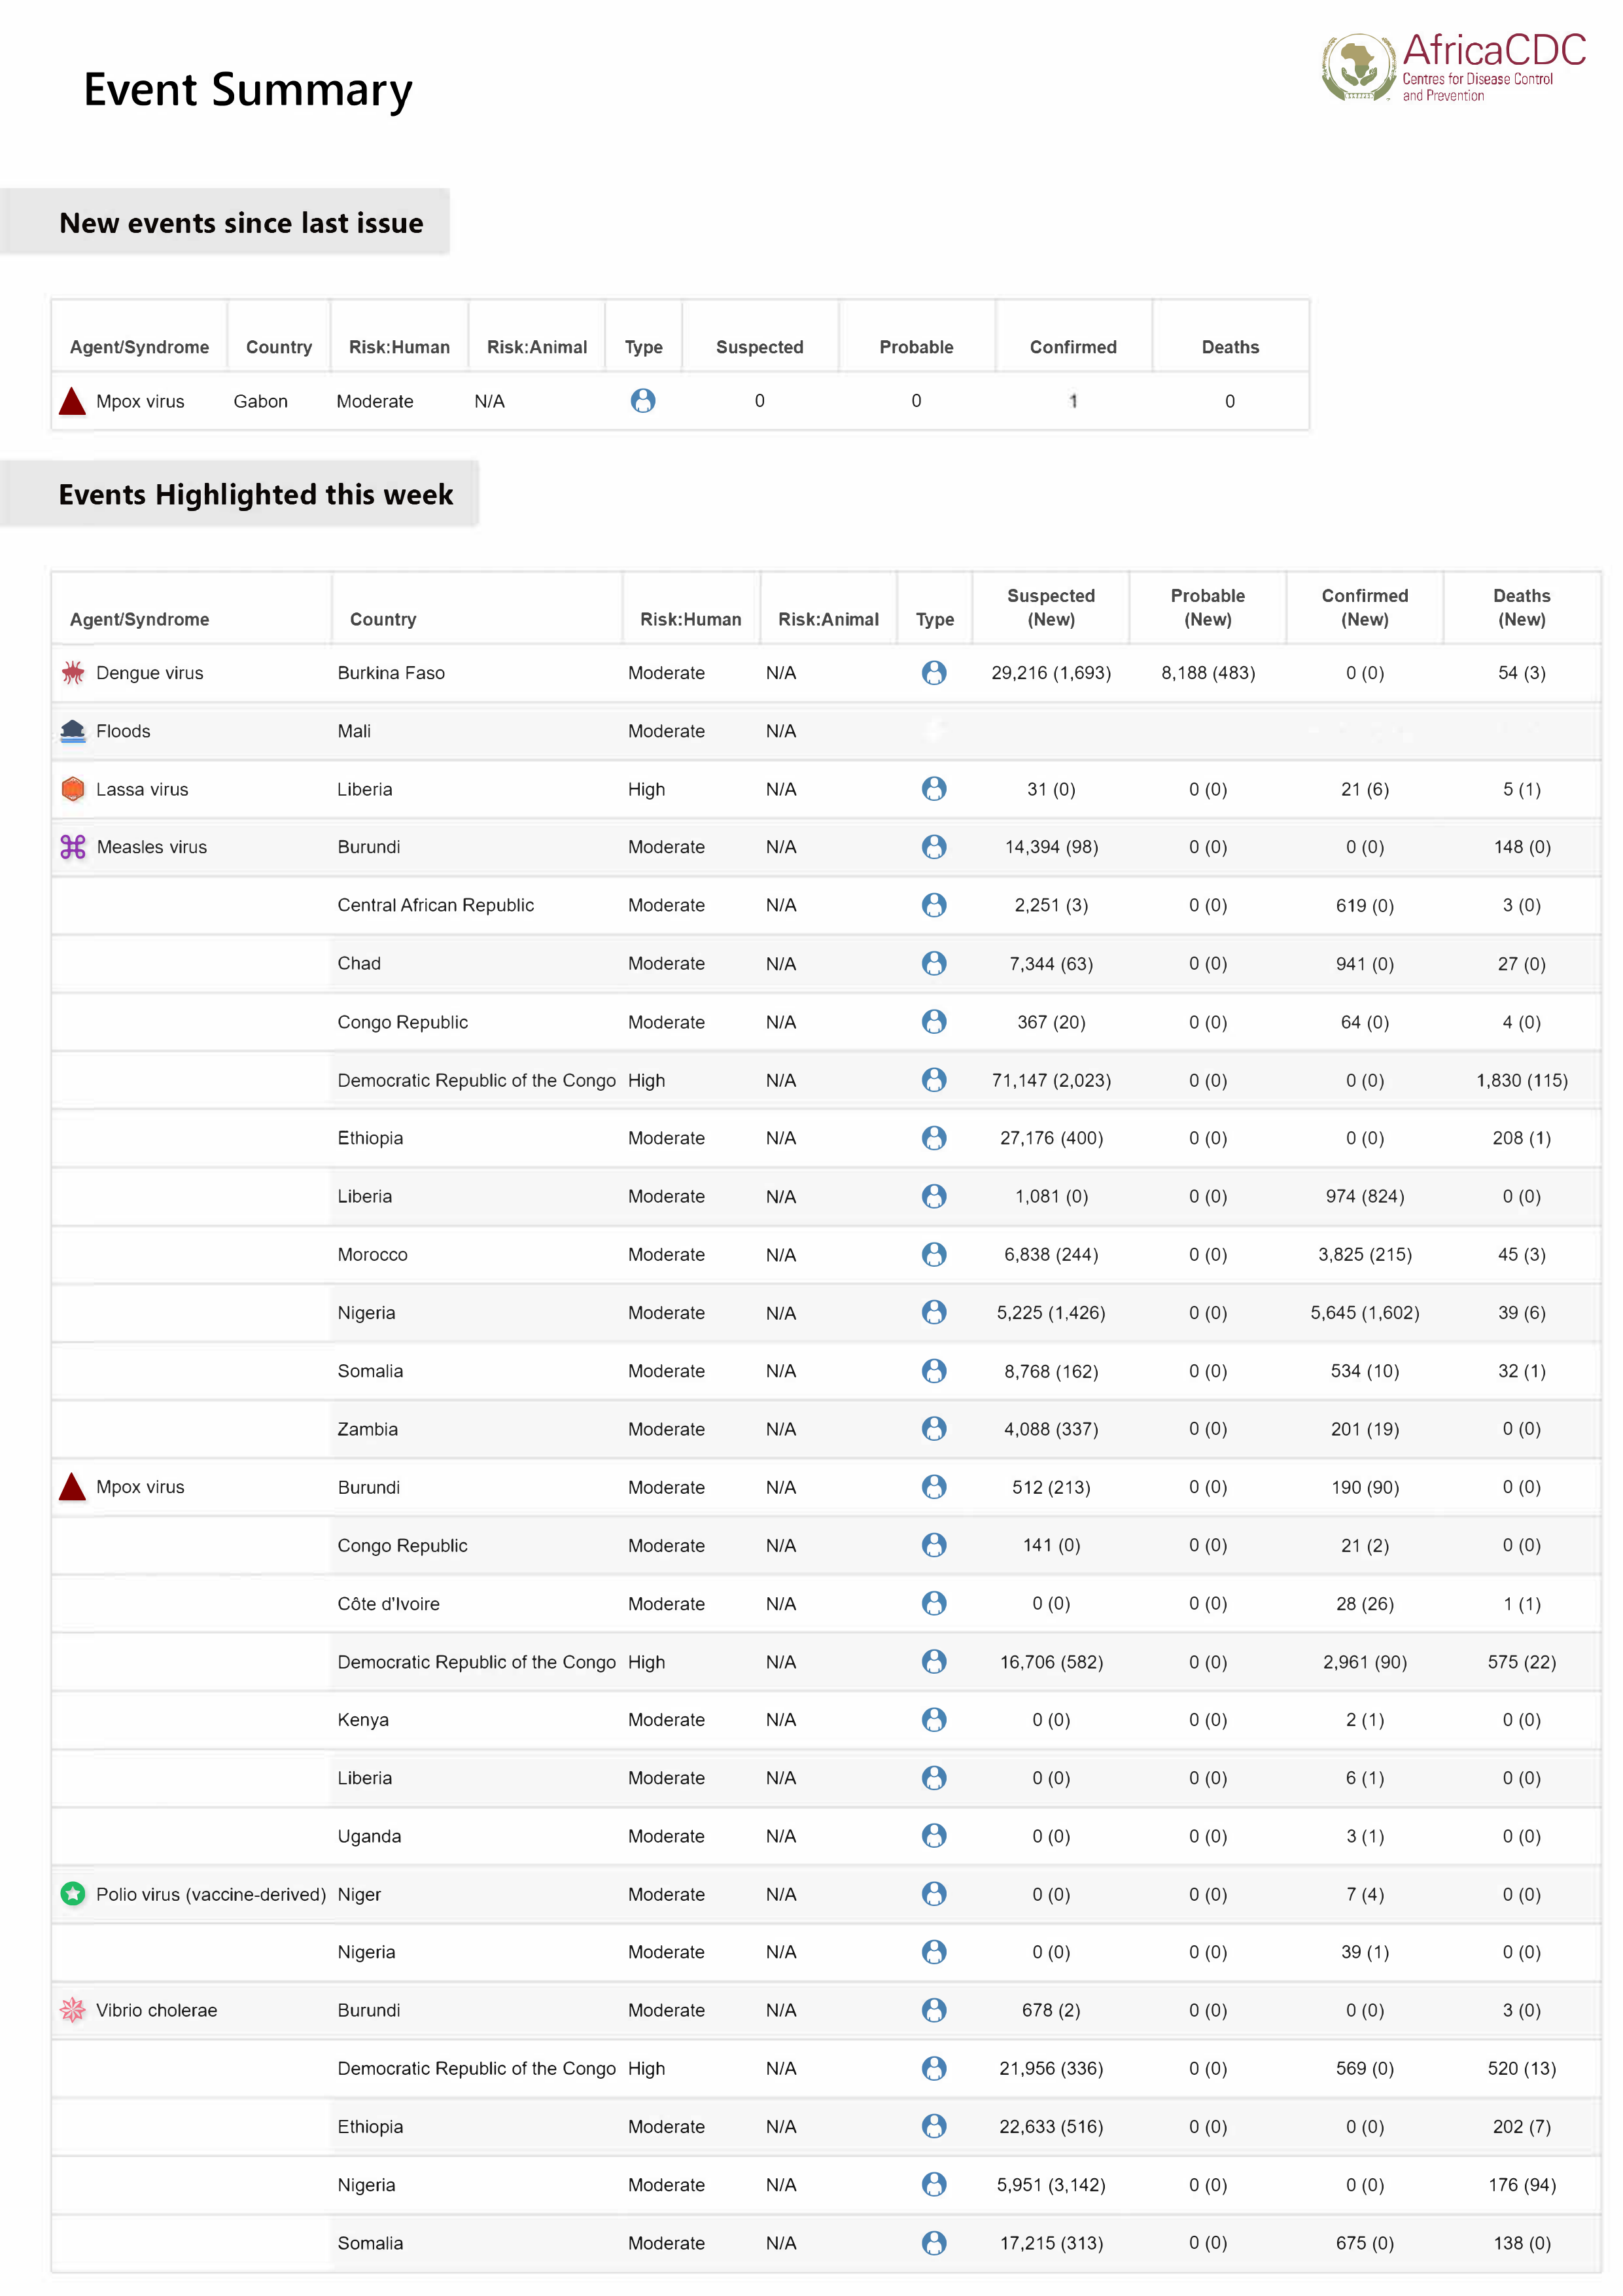 AfricaCDC
Centres for Disease Control
and Prevention
Event Summary
New events since last issue
Agent/Syndrome Country Risk:Human Risk:Animal Type Suspected Probable Confirmed Deaths
Mpox virus Gabon Moderate N/A 0 0 1 0
Events Highlighted this week
Agent/Syndrome Country Risk:Human Risk:Animal Type Suspected (New) Probable (New) Confirmed (New) Deaths (New)
Dengue virus Burkina Faso Moderate N/A 29,216 (1,693) 8,188 (483) 0 (0) 54 (3)
Floods Mali Moderate N/A
Lassa virus Liberia High N/A 31 (0) 0 (0) 21 (6) 5 (1)
Measles virus Burundi Moderate N/A 14,394 (98) 0 (0) 0 (0) 148 (0)
Central African Republic Moderate N/A 2,251 (3) 0 (0) 619 (0) 3 (0)
Chad Moderate N/A 7,344 (63) 0 (0) 941 (0) 27 (0)
Congo Republic Moderate N/A 367 (20) 0 (0) 64 (0) 4 (0)
Democratic Republic of the Congo High N/A 71,147 (2,023) 0 (0) 0 (0) 1,830 (115)
Ethiopia Moderate N/A 27,176 (400) 0 (0) 0 (0) 208 (1)
Liberia Moderate N/A 1,081 (0) 0 (0) 974 (824) 0 (0)
Morocco Moderate N/A 6,838 (244) 0 (0) 3,825 (215) 45 (3)
Nigeria Moderate N/A 5,225 (1,426) 0 (0) 5,645 (1,602) 39 (6)
Somalia Moderate N/A 8,768 (162) 0 (0) 534 (10) 32 (1)
Zambia Moderate N/A 4,088 (337) 0 (0) 201 (19) 0 (0)
Mpox virus Burundi Moderate N/A 512 (213) 0 (0) 190 (90) 0 (0)
Congo Republic Moderate N/A 141 (0) 0 (0) 21 (2) 0 (0)
Côte d'Ivoire Moderate N/A 0 (0) 0 (0) 28 (26) 1 (1)
Democratic Republic of the Congo High N/A 16,706 (582) 0 (0) 2,961 (90) 575 (22)
Kenya Moderate N/A 0 (0) 0 (0) 2 (1) 0 (0)
Liberia Moderate N/A 0 (0) 0 (0) 6 (1) 0 (0)
Uganda Moderate N/A 0 (0) 0 (0) 3 (1) 0 (0)
Polio virus (vaccine-derived) Niger Moderate N/A 0 (0) 0 (0) 7 (4) 0 (0)
Nigeria Moderate N/A 0 (0) 0 (0) 39 (1) 0 (0)
Vibrio cholerae Burundi Moderate N/A 678 (2) 0 (0) 0 (0) 3 (0)
Democratic Republic of the Congo High N/A 21,956 (336) 0 (0) 569 (0) 520 (13)
Ethiopia Moderate N/A 22,633 (516) 0 (0) 0 (0) 202 (7)
Nigeria Moderate N/A 5,951 (3,142) 0 (0) 0 (0) 176 (94)
Somalia Moderate N/A 17,215 (313) 0 (0) 675 (0) 138 (0)